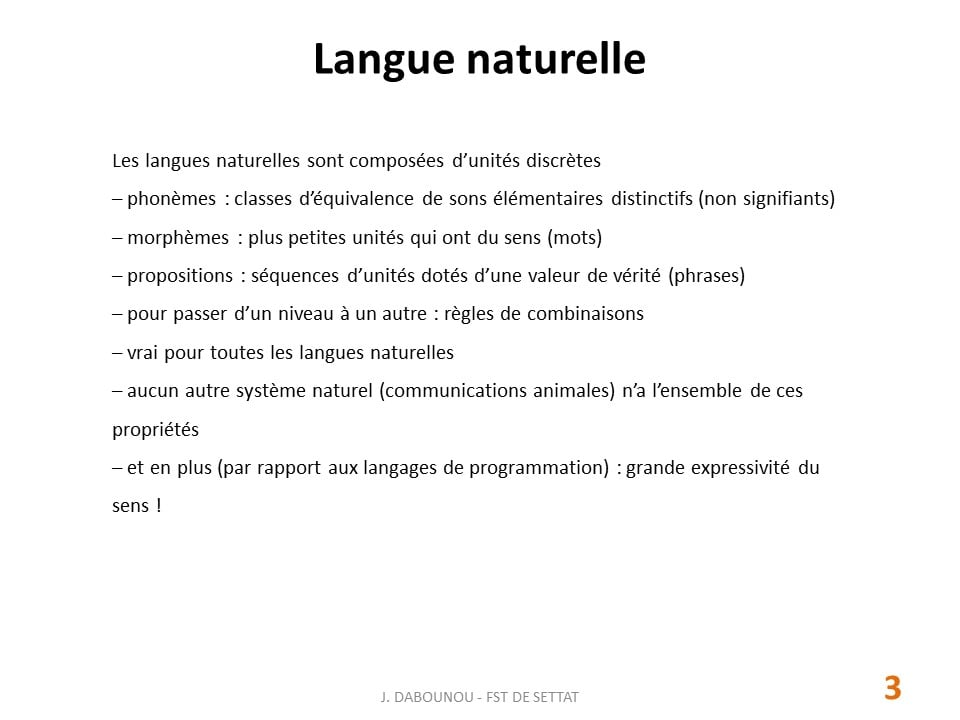 Langue naturelle
Les langues naturelles sont composées d’unités discrètes
– phonèmes : classes d’équivalence de sons élémentaires distinctifs (non signifiants)
– morphèmes : plus petites unités qui ont du sens (mots)
– propositions : séquences d’unités dotés d’une valeur de vérité (phrases)
– pour passer d’un niveau à un autre : règles de combinaisons
– vrai pour toutes les langues naturelles
– aucun autre système naturel (communications animales) n’a l’ensemble de ces
propriétés
– et en plus (par rapport aux langages de programmation) : grande expressivité du
sens !
J. DABOUNOU - FST DE SETTAT
3